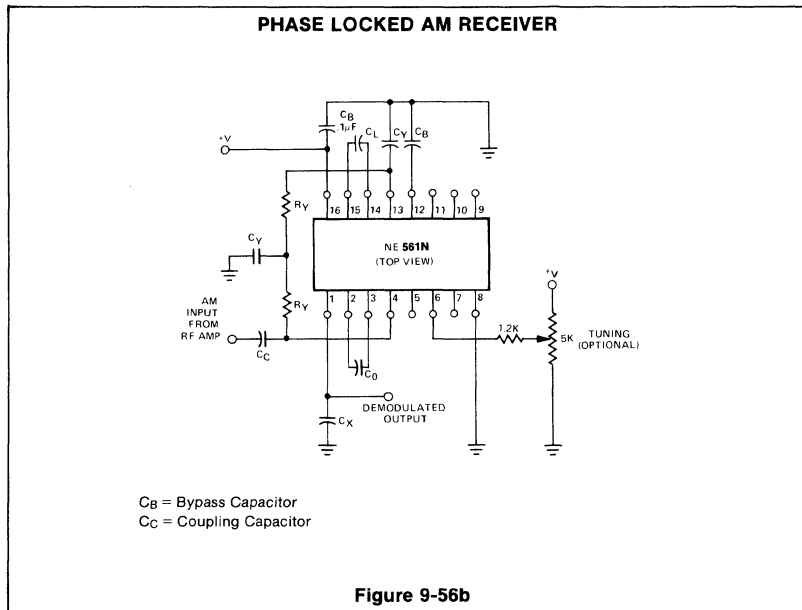 PHASE LOCKED AM RECEIVER
CB
.1μF
CL
CY
CB
+V
16 15 14 13 12 11 10 9
RY
NE 561N
(TOP VIEW)
CY
+V
1 2 3 4 5 6 7 8
RY
AM
INPUT
FROM
RF AMP
1.2K
5K
TUNING
(OPTIONAL)
CC
C0
DEMODULATED
OUTPUT
CX
CB = Bypass Capacitor
CC = Coupling Capacitor
Figure 9-56b